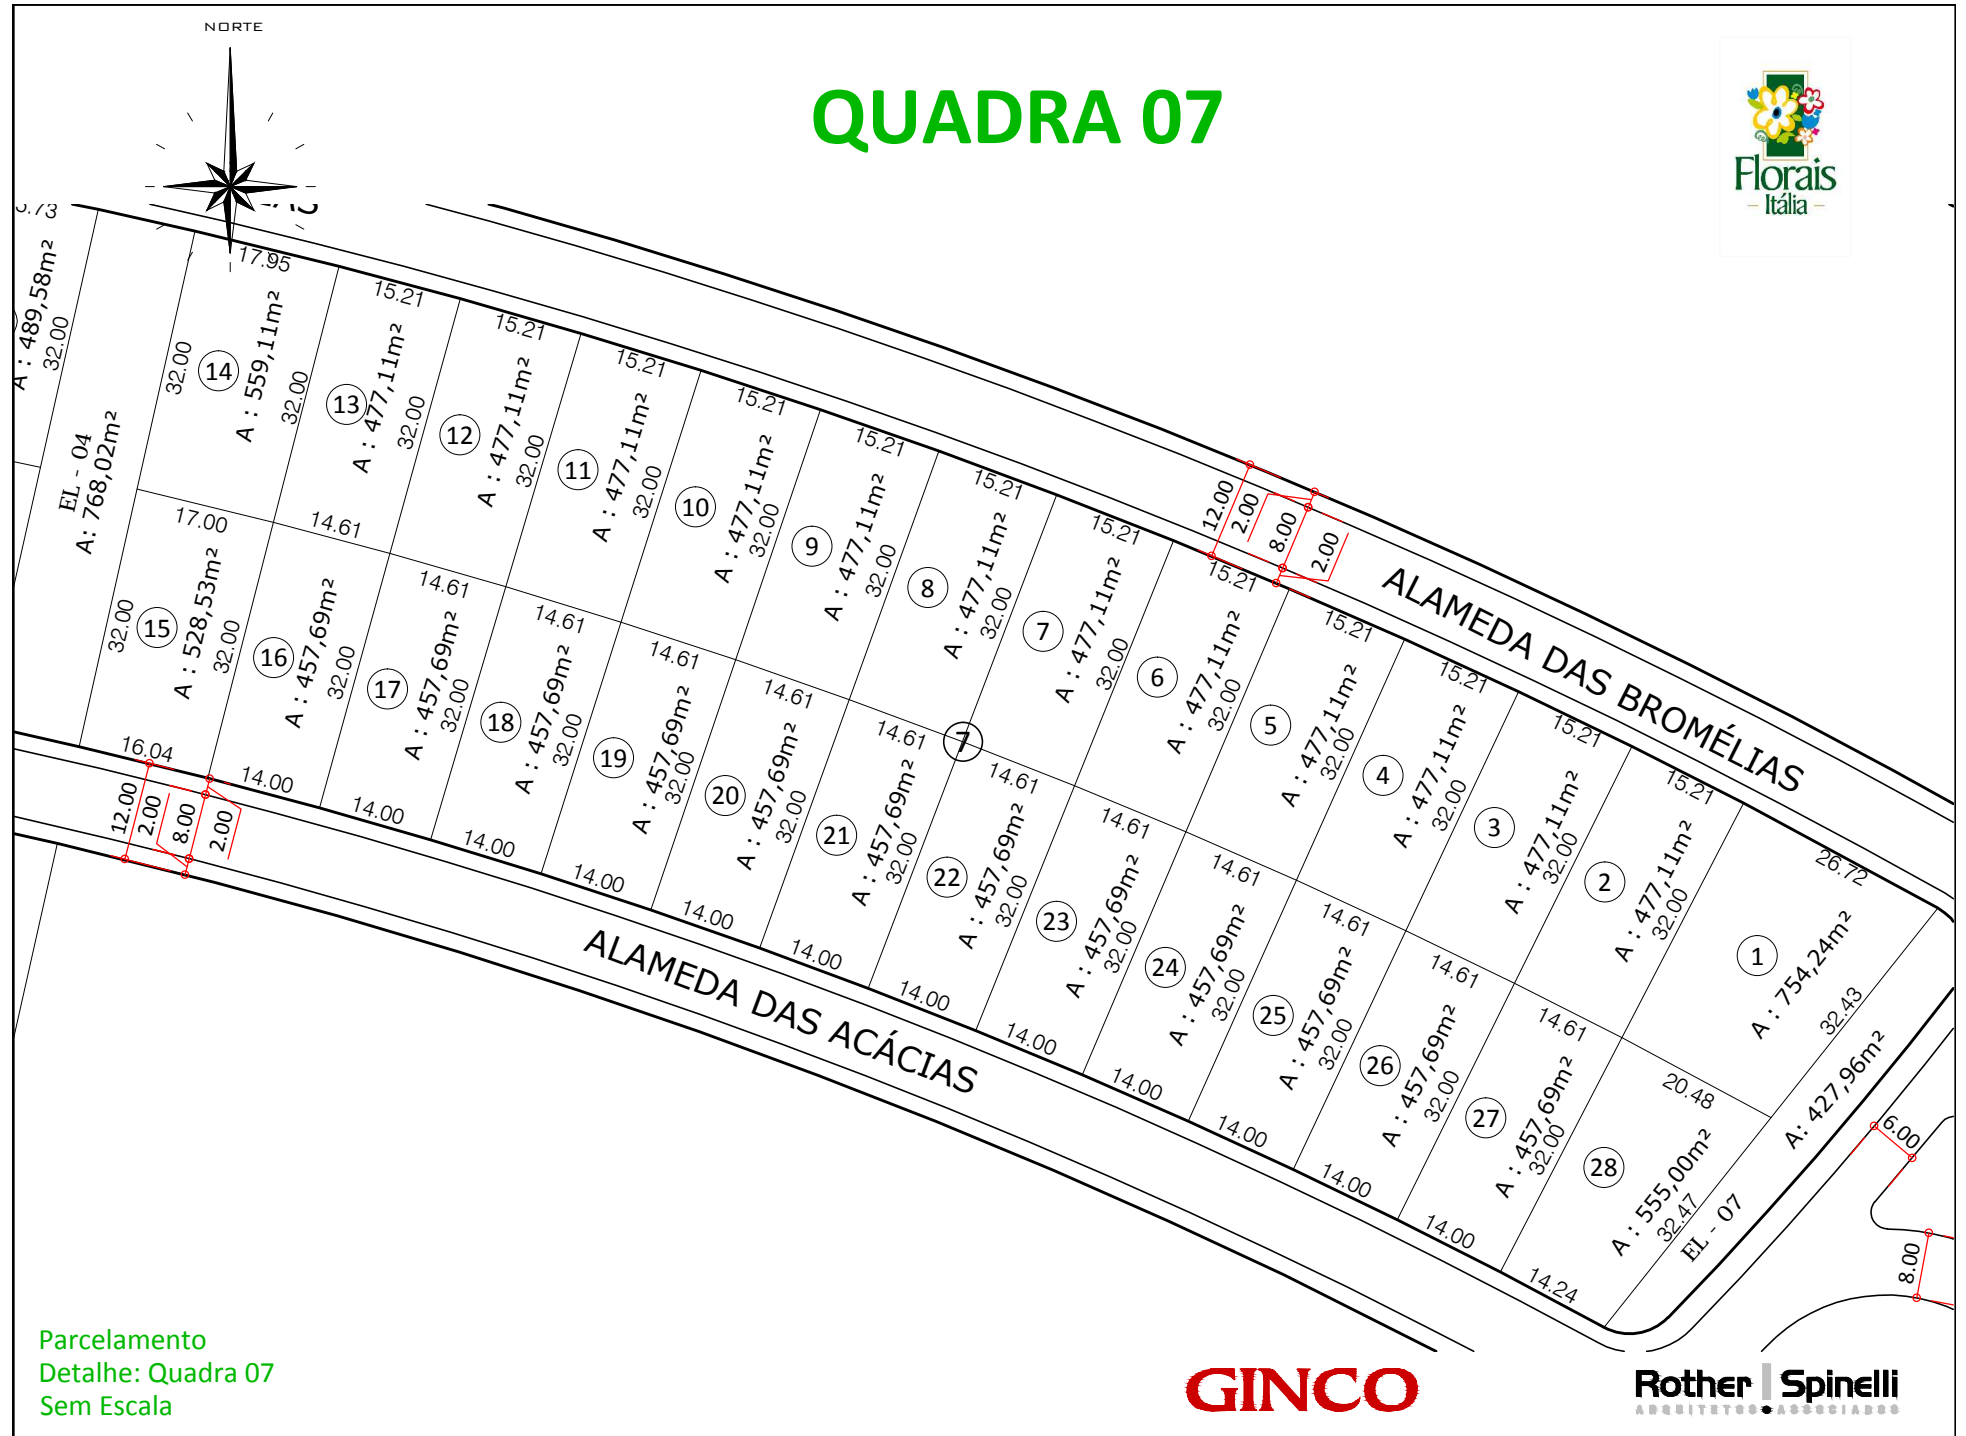 NORTE
QUADRA 07
Florais
Itália
17.95
15.21
15.21
15.21
15.21
15.21
15.21
15.21
15.21
15.21
15.21
15.21
15.21
26.72
A : 489,58m²
32.00
EL - 04
A: 768,02m²
32.00
14
A : 559,11m²
32.00
13
A : 477,11m²
32.00
12
A : 477,11m²
32.00
11
A : 477,11m²
32.00
10
A : 477,11m²
32.00
9
A : 477,11m²
32.00
8
A : 477,11m²
32.00
7
A : 477,11m²
32.00
6
A : 477,11m²
32.00
5
A : 477,11m²
32.00
4
A : 477,11m²
32.00
3
A : 477,11m²
32.00
2
A : 477,11m²
32.00
1
A : 754,24m²
32.43
12.00
2.00
8.00
2.00
ALAMEDA DAS BROMÉLIAS
17.00
14.61
14.61
14.61
14.61
14.61
14.61
14.61
14.61
14.61
14.61
14.61
14.61
20.48
7
32.00
15
A : 528,53m²
32.00
16
A : 457,69m²
32.00
17
A : 457,69m²
32.00
18
A : 457,69m²
32.00
19
A : 457,69m²
32.00
20
A : 457,69m²
32.00
21
A : 457,69m²
32.00
22
A : 457,69m²
32.00
23
A : 457,69m²
32.00
24
A : 457,69m²
32.00
25
A : 457,69m²
32.00
26
A : 457,69m²
32.00
27
A : 457,69m²
32.00
28
A : 555,00m²
32.47
EL - 07
A: 427,96m²
16.04
14.00
14.00
14.00
14.00
14.00
14.00
14.00
14.00
14.00
14.00
14.00
14.00
14.24
12.00
2.00
8.00
2.00
ALAMEDA DAS ACÁCIAS
6.00
8.00
Parcelamento
Detalhe: Quadra 07
Sem Escala
GINCO
Rother Spinelli
ARQUITETOS ASSOCIADOS